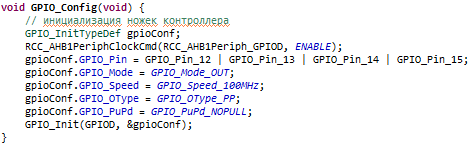 void GPIO_Config(void) {
// инициализация ножек контроллера
GPIO_InitTypeDef gpioConf;
RCC_AHB1PeriphClockCmd(RCC_AHB1Periph_GPIOD, ENABLE);
gpioConf.GPIO_Pin = GPIO_Pin_12 | GPIO_Pin_13 | GPIO_Pin_14 | GPIO_Pin_15;
gpioConf.GPIO_Mode = GPIO_Mode_OUT;
gpioConf.GPIO_Speed = GPIO_Speed_100MHz;
gpioConf.GPIO_OType = GPIO_OType_PP;
gpioConf.GPIO_PuPd = GPIO_PuPd_NOPULL;
GPIO_Init(GPIOD, &gpioConf);
}